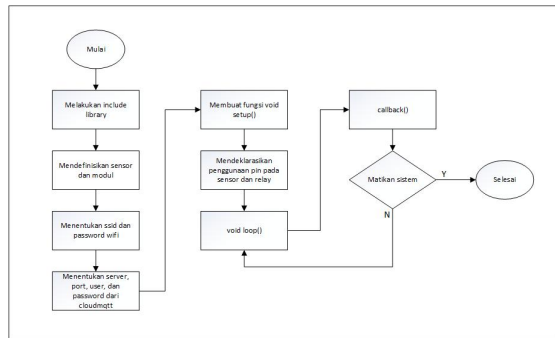 Mulai
Melakukan include
library
Mendefinisikan sensor
dan modul
Menentukan ssid dan
password wifi
Menentukan server,
port, user, dan
password dari
cloudmqtt
Membuat fungsi void
setup()
Mendeklarasikan
penggunaan pin pada
sensor dan relay
void loop()
callback()
Matikan sistem
Y
N
Selesai